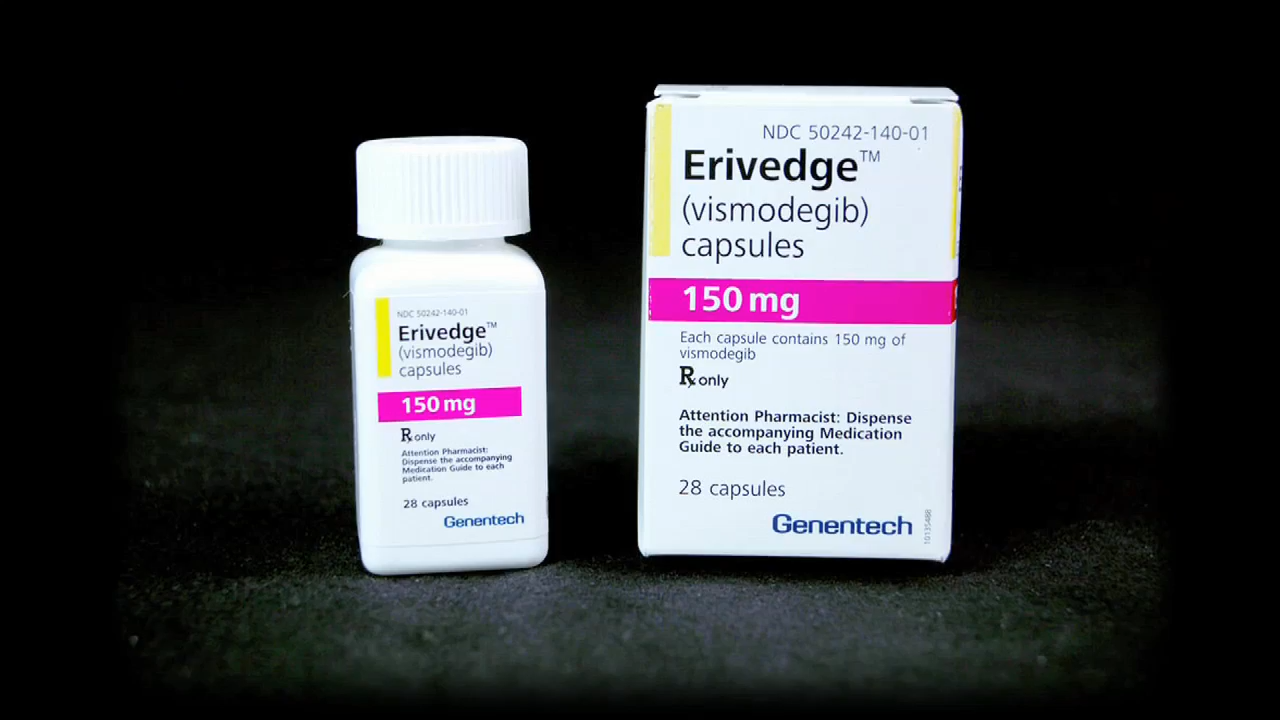 NDC 50242-140-01
Erivedge™
(vismodegib)
capsules
150 mg
Rx only
Attention Pharmacist:
Dispense the accompanying
Medication Guide to each
patient.
28 capsules
Genentech
NDC 50242-140-01
Erivedge™
(vismodegib)
capsules
150 mg
Each capsule contains 150 mg of
vismodegib
Rx only
Attention Pharmacist: Dispense
the accompanying Medication
Guide to each patient.
28 capsules
Genentech
10135488